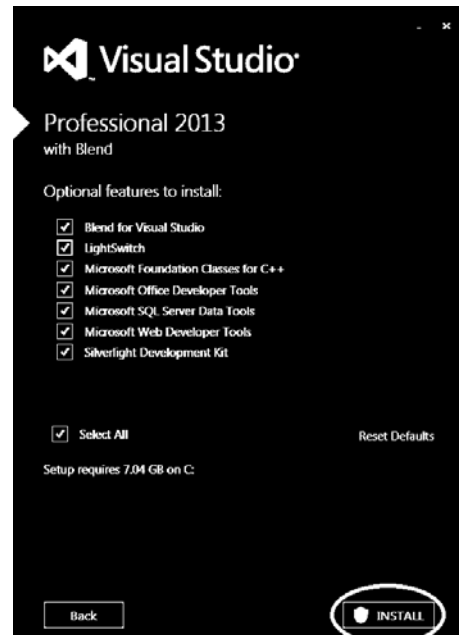 Visual Studio
Professional 2013
with Blend
Optional features to install:
Blend for Visual Studio
LightSwitch
Microsoft Foundation Classes for C++
Microsoft Office Developer Tools
Microsoft SQL Server Data Tools
Microsoft Web Developer Tools
Silverlight Development Kit
Select All Reset Defaults
Setup requires 7.04 GB on C:
Back INSTALL